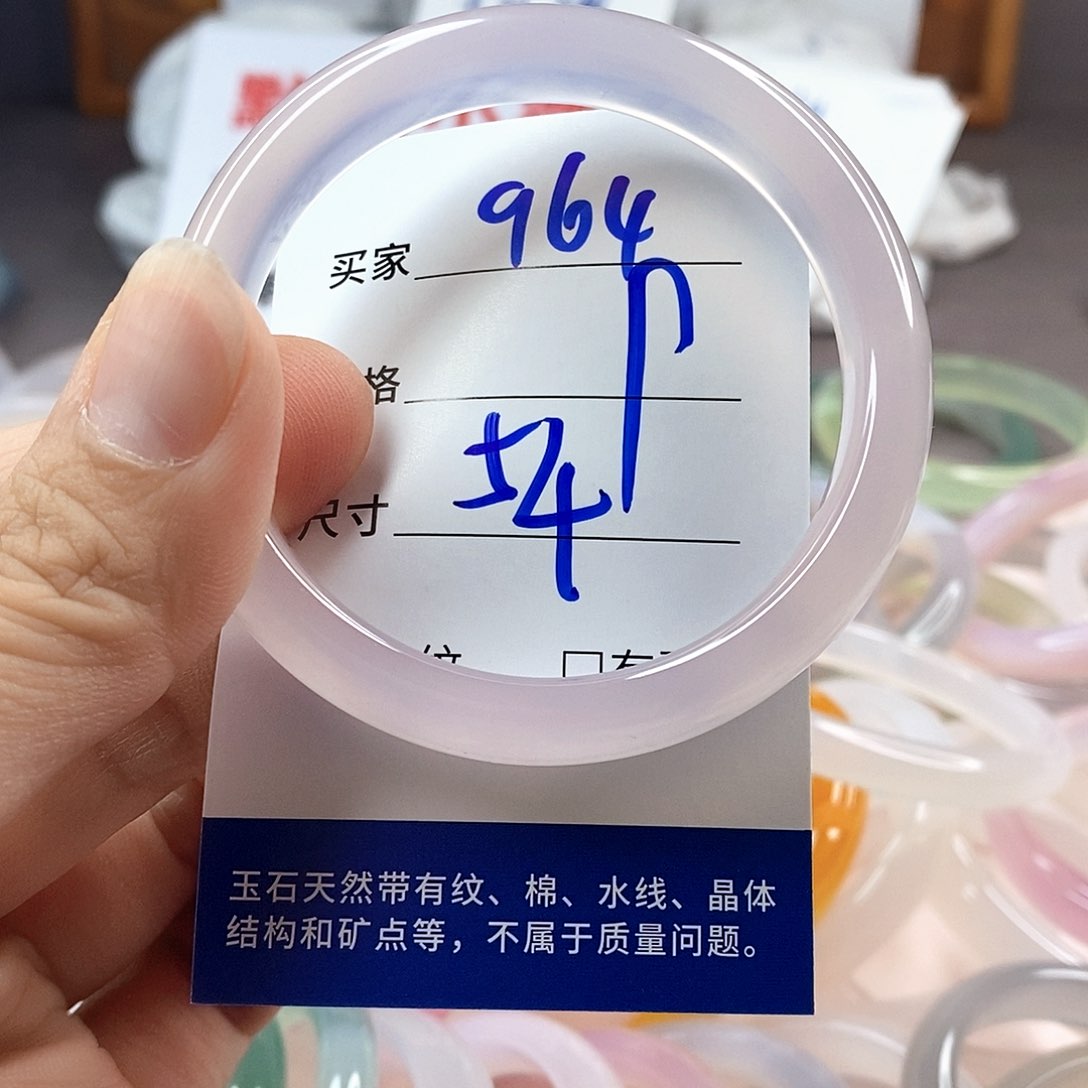 买家 964
格
尺寸 54
玉石天然带有纹、棉、水线、晶体
结构和矿点等，不属于质量问题。